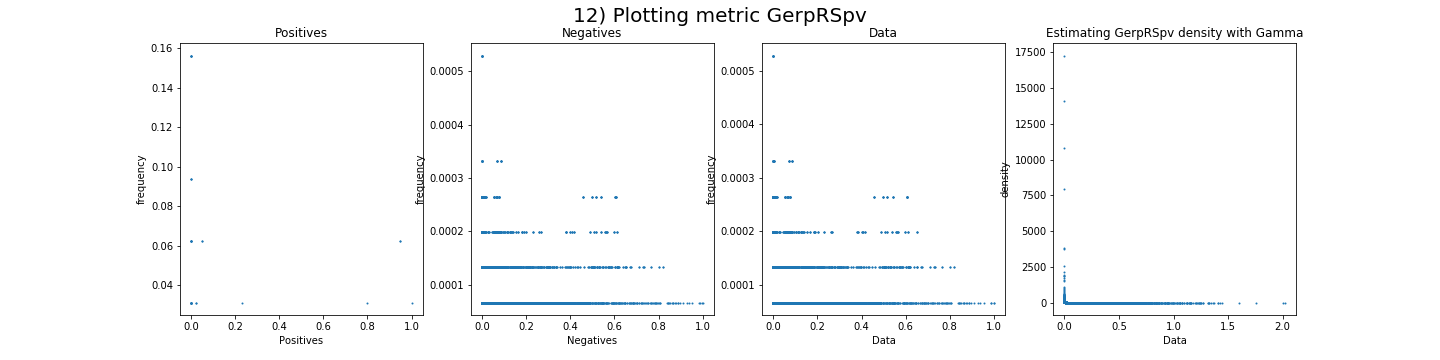 12) Plotting metric GerpRSpv
Positives
0.16
0.14
0.12
0.10
0.08
0.06
0.04
frequency
0.0 0.2 0.4 0.6 0.8 1.0
Positives
Negatives
0.0005
0.0004
0.0003
0.0002
0.0001
frequency
0.0 0.2 0.4 0.6 0.8 1.0
Negatives
Data
0.0005
0.0004
0.0003
0.0002
0.0001
frequency
0.0 0.2 0.4 0.6 0.8 1.0
Data
Estimating GerpRSpv density with Gamma
17500
15000
12500
10000
7500
5000
2500
0
density
0.0 0.5 1.0 1.5 2.0
Data